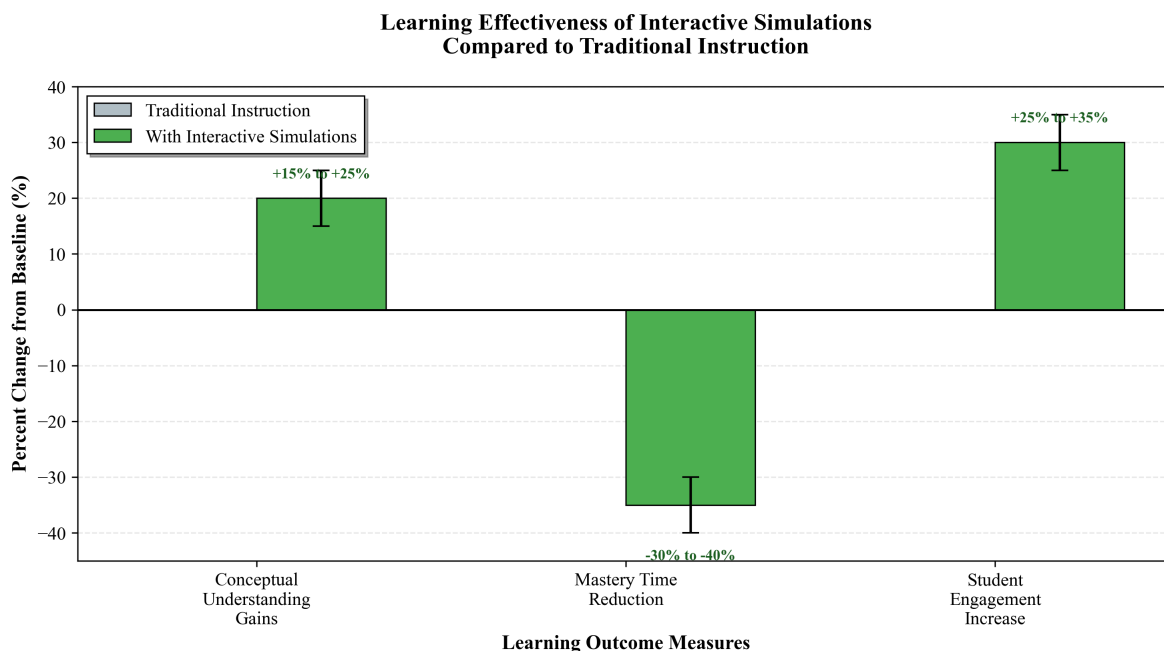 Learning Effectiveness of Interactive Simulations
Compared to Traditional Instruction
Percent Change from Baseline (%)
40
30
20
10
0
−10
−20
−30
−40
Traditional Instruction
With Interactive Simulations
+15% to +25%
-30% to -40%
+25% to +35%
Conceptual
Understanding
Gains
Mastery Time
Reduction
Student
Engagement
Increase
Learning Outcome Measures